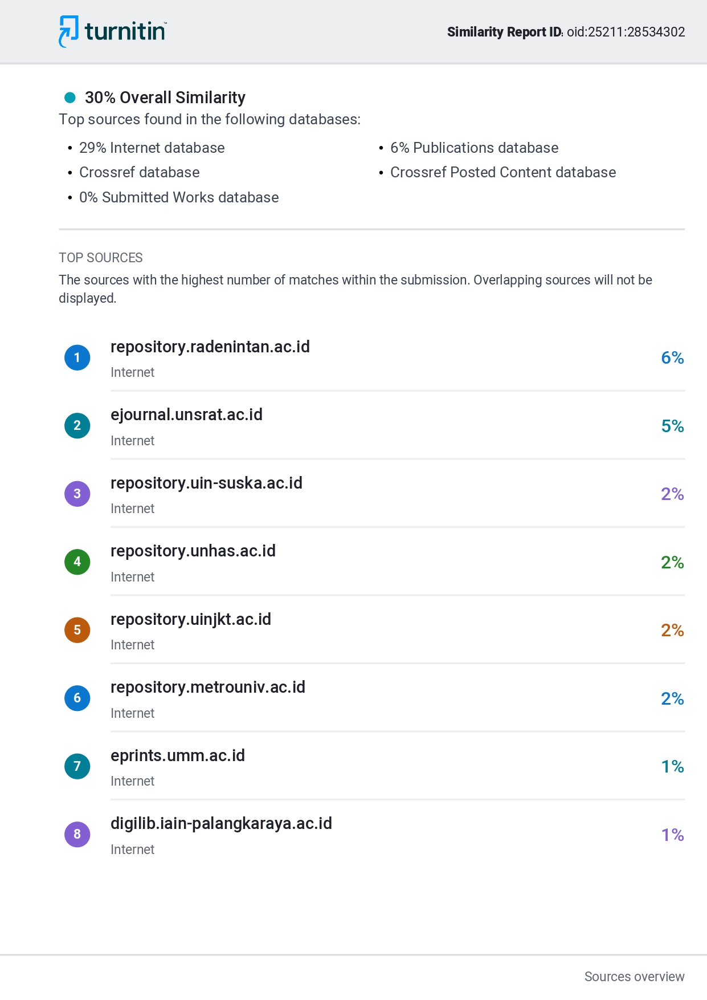 turnitin™
Similarity Report ID: oid:25211:28534302
30% Overall Similarity
Top sources found in the following databases:
• 29% Internet database
• 6% Publications database
• Crossref database
• Crossref Posted Content database
• 0% Submitted Works database
TOP SOURCES
The sources with the highest number of matches within the submission. Overlapping sources will not be
displayed.
1
repository.radenintan.ac.id
Internet
6%
2
ejournal.unsrat.ac.id
Internet
5%
3
repository.uin-suska.ac.id
Internet
2%
4
repository.unhas.ac.id
Internet
2%
5
repository.uinjkt.ac.id
Internet
2%
6
repository.metrouniv.ac.id
Internet
2%
7
eprints.umm.ac.id
Internet
1%
8
digilib.iain-palangkaraya.ac.id
Internet
1%
Sources overview